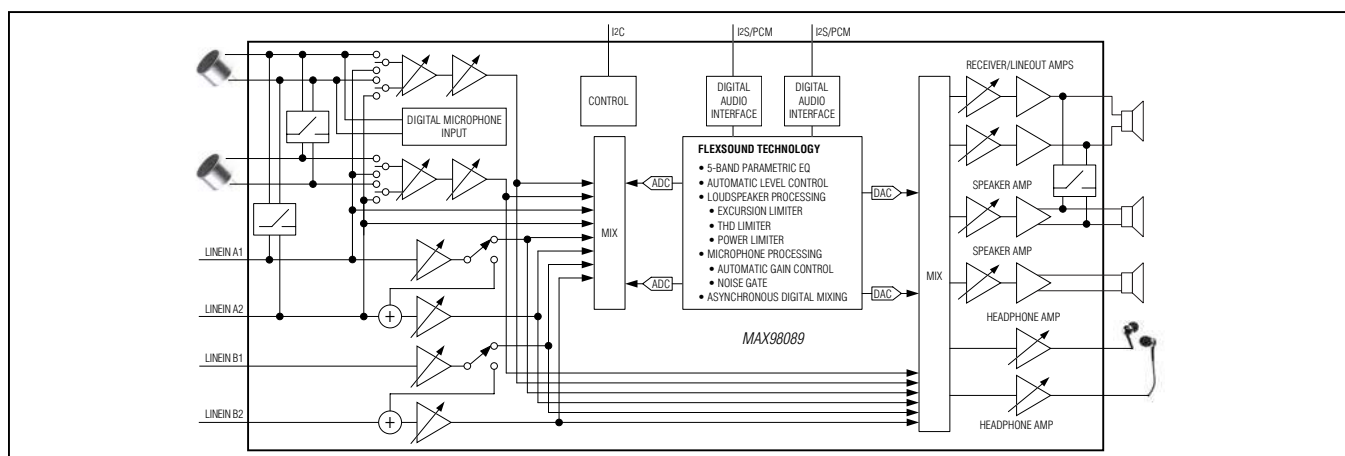 I2C
I2S/PCM
I2S/PCM
RECEIVER/LINEOUT AMPS
CONTROL
DIGITAL
AUDIO
INTERFACE
DIGITAL
AUDIO
INTERFACE
DIGITAL MICROPHONE
INPUT
FLEXSOUND TECHNOLOGY
• 5-BAND PARAMETRIC EQ
• AUTOMATIC LEVEL CONTROL
• LOUDSPEAKER PROCESSING
• EXCURSION LIMITER
• THD LIMITER
• POWER LIMITER
• MICROPHONE PROCESSING
• AUTOMATIC GAIN CONTROL
• NOISE GATE
• ASYNCHRONOUS DIGITAL MIXING
MAX98089
MIX
ADC
ADC
DAC
DAC
MIX
SPEAKER AMP
SPEAKER AMP
HEADPHONE AMP
HEADPHONE AMP
LINEIN A1
+
LINEIN A2
LINEIN B1
+
LINEIN B2